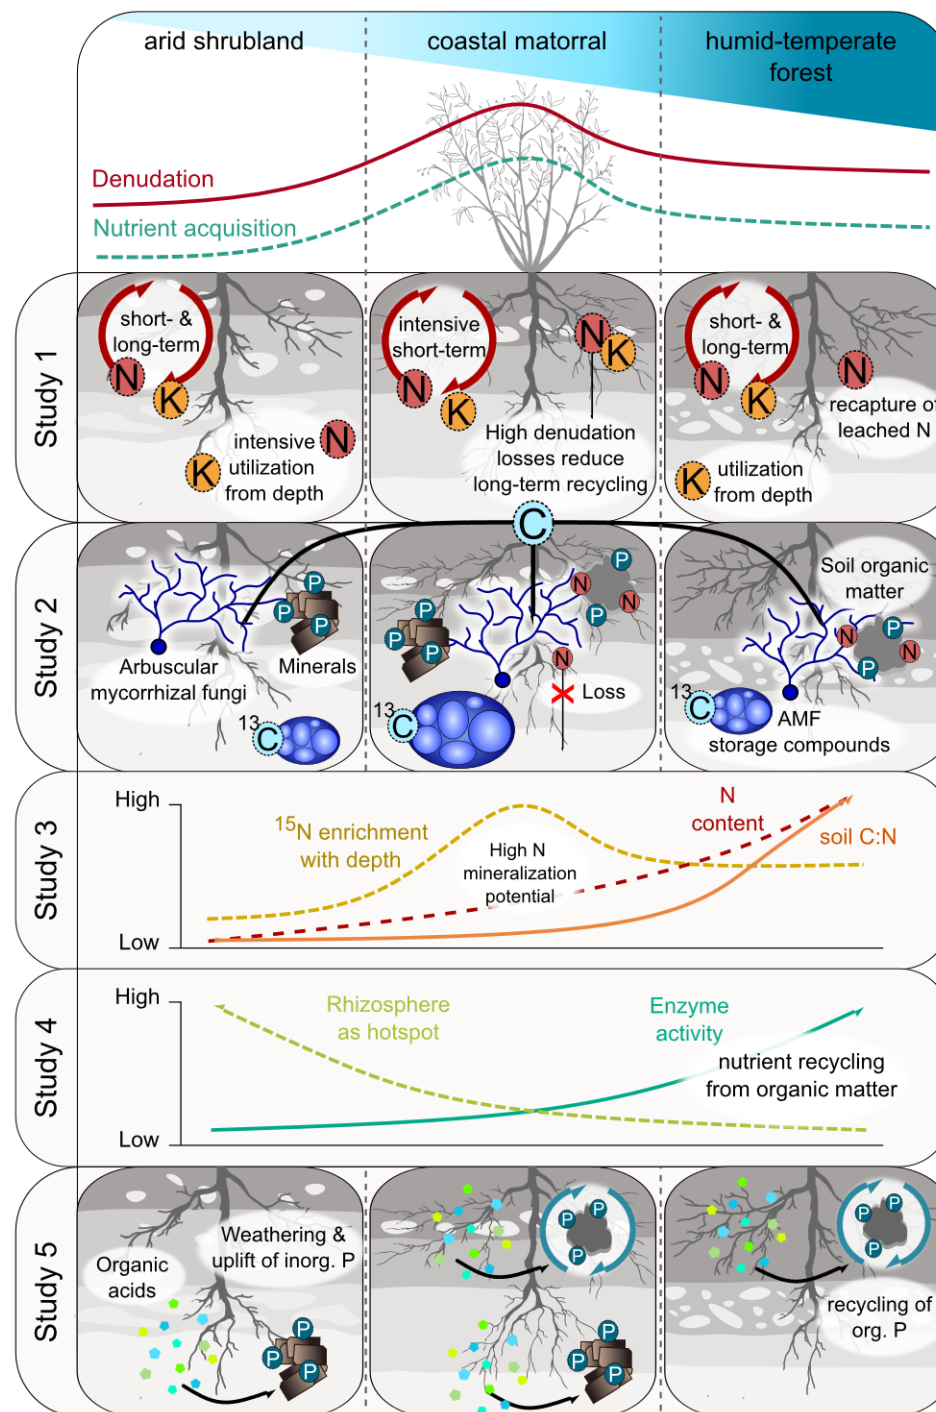 arid shrubland
coastal matorral
humid-temperate
forest
Denudation
Nutrient acquisition
Study 1
short- &
long-term
N
K
K
N
intensive
utilization
from depth
intensive
short-term
N
K
N
K
High denudation
losses reduce
long-term recycling
short- &
long-term
N
K
N
recapture of
leached N
K
utilization
from depth
Study 2
C
P
P
P
Arbuscular
mycorrhizal fungi
Minerals
13
C
P
P
P
P
N
N
P
N
Loss
13
C
Soil organic
matter
N
P
N
P
13
C
AMF
storage compounds
Study 3
High
Low
15N enrichment
with depth
High N
mineralization
potential
N
content
soil C:N
Study 4
High
Low
Rhizosphere
as hotspot
Enzyme
activity
nutrient recycling
from organic matter
Study 5
Organic
acids
Weathering &
uplift of inorg. P
P
P
P
P
P
P
P
P
P
P
P
P
recycling of
org. P